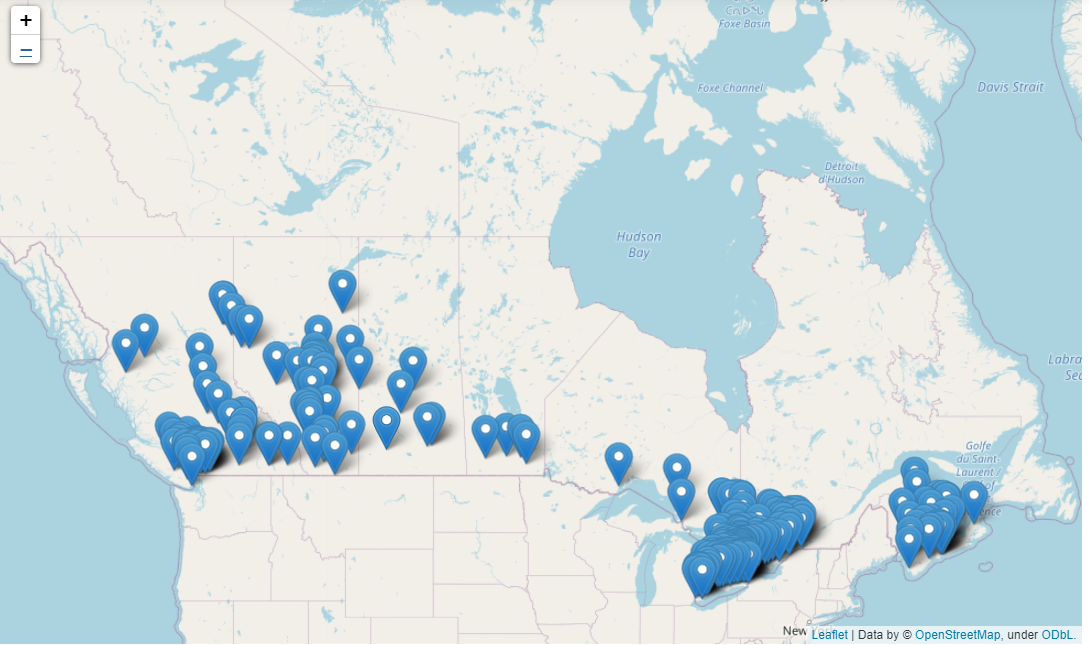 +
−
Foxe Basin
Foxe Channel
Davis Strait
Détroit
d'Hudson
Hudson
Bay
Labra
Sea
Golfe
du Saint-
Laurent /
New
Leaflet | Data by © OpenStreetMap, under ODbL.